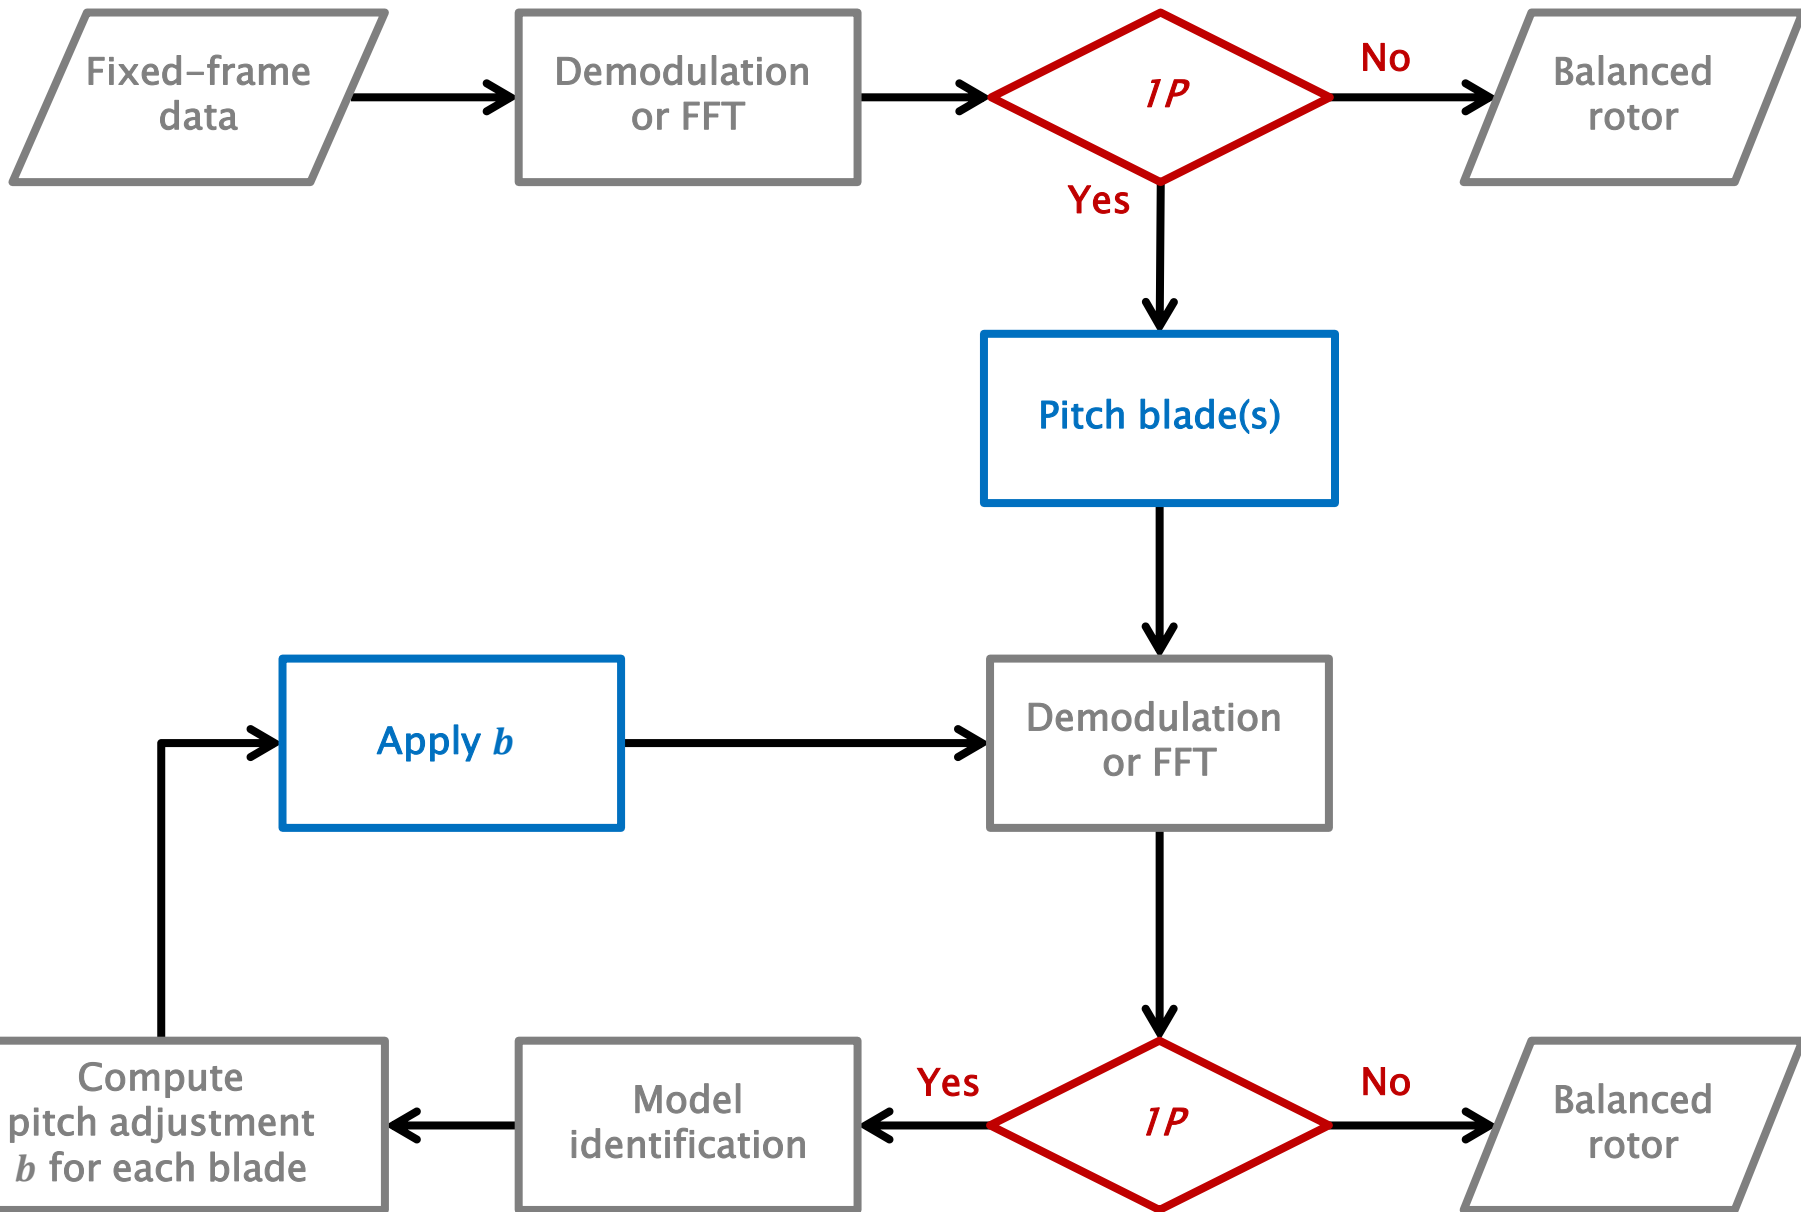 Fixed-frame
data
Demodulation
or FFT
1P
No
Balanced
rotor
Yes
Pitch blade(s)
Apply b
Demodulation
or FFT
Compute
pitch adjustment
b for each blade
Model
identification
Yes
1P
No
Balanced
rotor